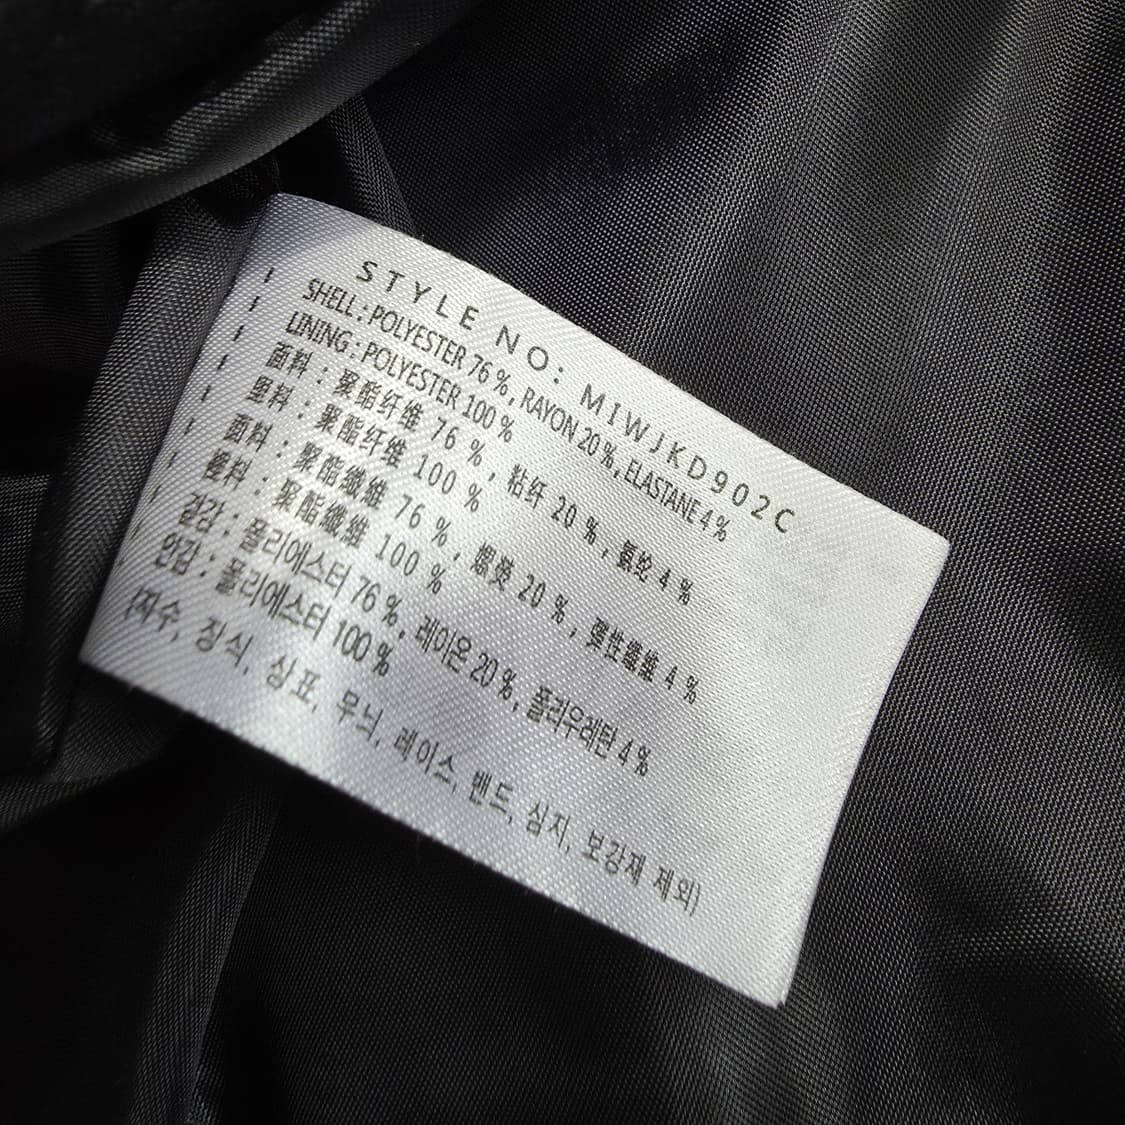 STYLE NO: MIWJKD902C
SHELL : POLYESTER 76 %, RAYON 20 %, ELASTANE 4 %
LINING : POLYESTER 100 %
面料 : 聚酯纤维 76 %, 粘纤 20 %, 氨纶 4 %
里料 : 聚酯纤维 100 %
面料 : 聚酯纖維 76 %, 嫘縈 20 %, 彈性纖維 4 %
裡料 : 聚酯纖維 100 %
겉감 : 폴리에스터 76 %, 레이온 20 %, 폴리우레탄 4 %
안감 : 폴리에스터 100 %
(자수, 장식, 상표, 무늬, 레이스, 밴드, 심지, 보강재 제외)